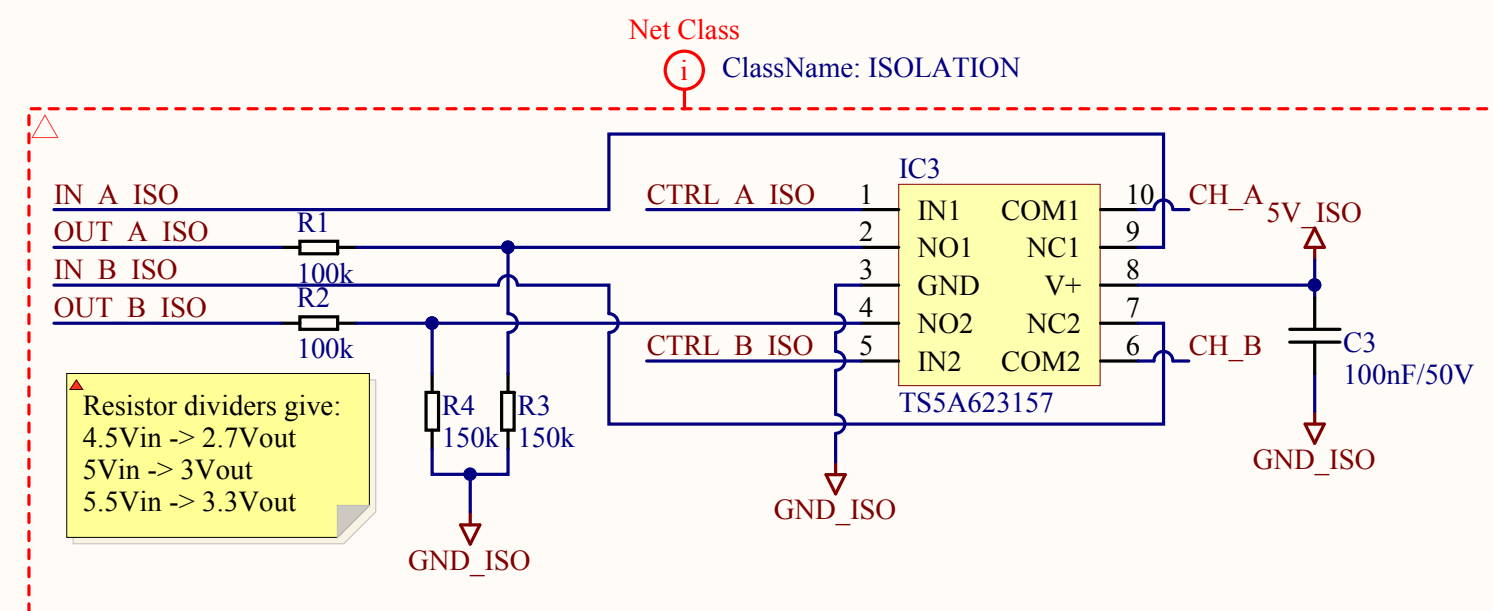 Net Class
i ClassName: ISOLATION
IC3
IN_A_ISO
CTRL_A_ISO 1 IN1 COM1 10 CH_A
5V_ISO
OUT_A_ISO R1 2 NO1 NC1 9
100k
IN_B_ISO 3 GND V+ 8
R2
OUT_B_ISO 4 NO2 NC2 7
100k
CTRL_B_ISO 5 IN2 COM2 6 CH_B
C3
100nF/50V
TS5A623157
Resistor dividers give:
4.5Vin -> 2.7Vout
5Vin -> 3Vout
5.5Vin -> 3.3Vout
R4 R3
150k 150k
GND_ISO
GND_ISO
GND_ISO